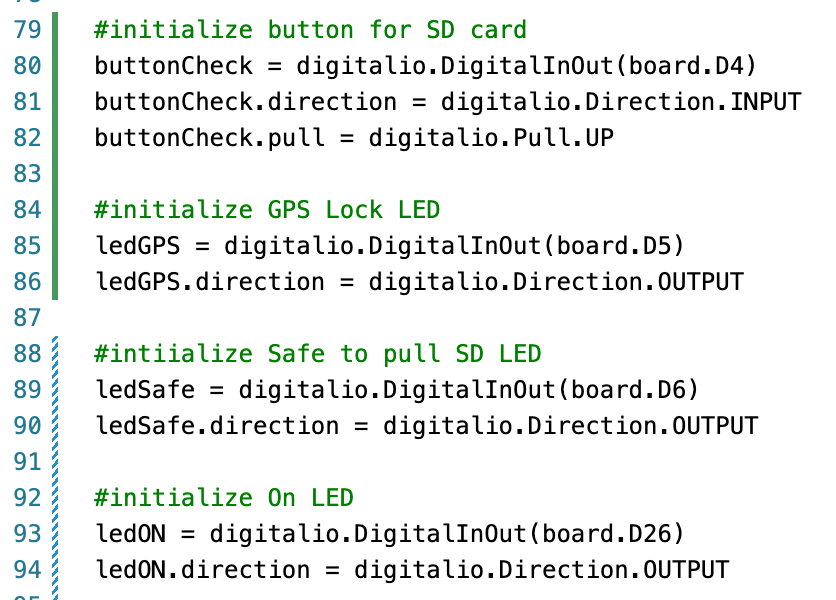 79 #initialize button for SD card
80 buttonCheck = digitalio.DigitalInOut(board.D4)
81 buttonCheck.direction = digitalio.Direction.INPUT
82 buttonCheck.pull = digitalio.Pull.UP
83
84 #initialize GPS Lock LED
85 ledGPS = digitalio.DigitalInOut(board.D5)
86 ledGPS.direction = digitalio.Direction.OUTPUT
87
88 #intiialize Safe to pull SD LED
89 ledSafe = digitalio.DigitalInOut(board.D6)
90 ledSafe.direction = digitalio.Direction.OUTPUT
91
92 #initialize On LED
93 ledON = digitalio.DigitalInOut(board.D26)
94 ledON.direction = digitalio.Direction.OUTPUT